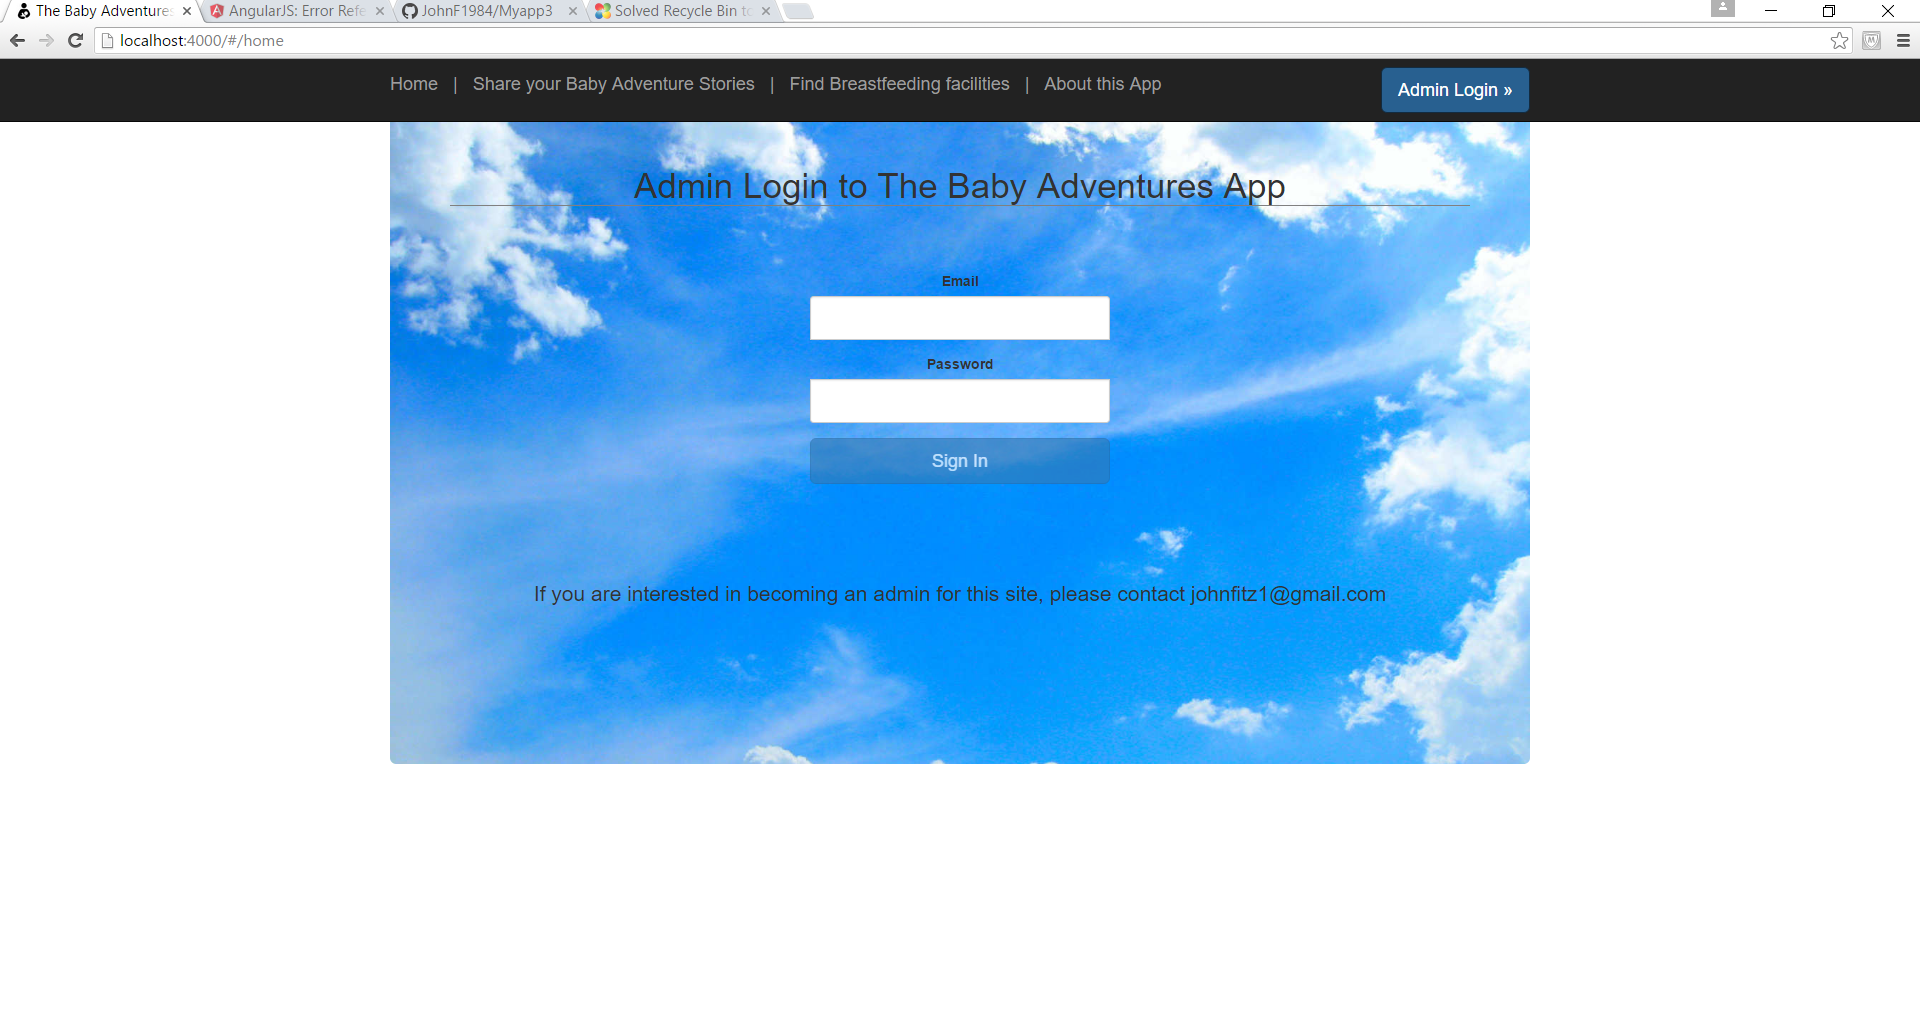 The Baby Adventures
AngularJS: Error Refe
JohnF1984/Myapp3
Solved Recycle Bin to
localhost:4000/#/home
Home | Share your Baby Adventure Stories | Find Breastfeeding facilities | About this App
Admin Login »
Admin Login to The Baby Adventures App
Email
Password
Sign In
If you are interested in becoming an admin for this site, please contact johnfitz1@gmail.com